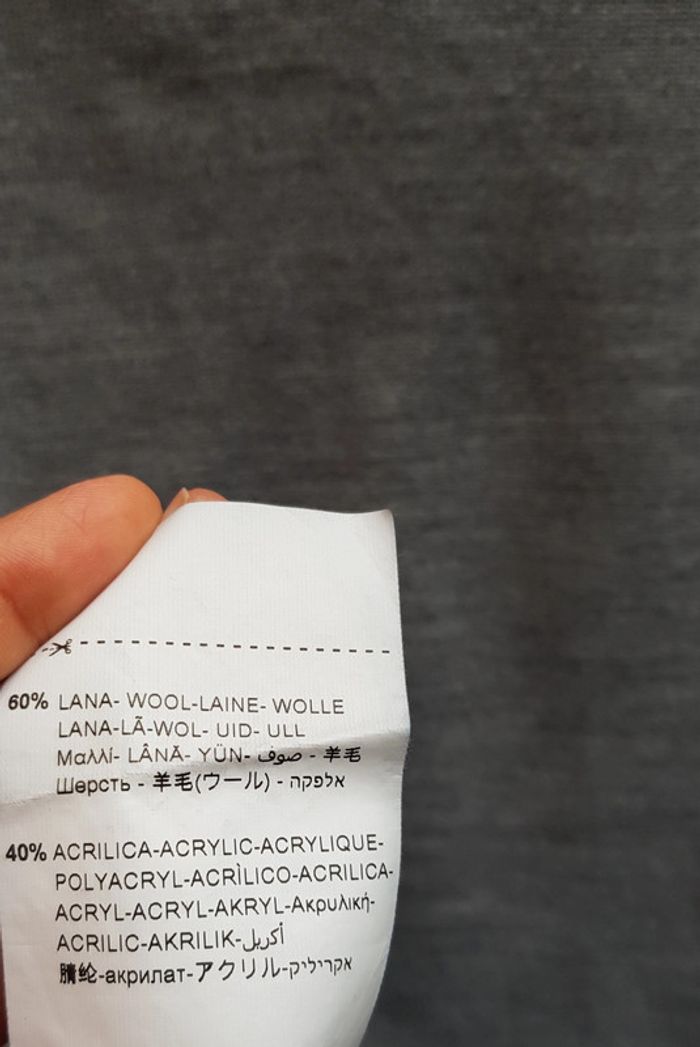 60% LANA- WOOL-LAINE- WOLLE
LANA-LÃ-WOL- UID- ULL
Μαλλί- LÂNĂ- YÜN- صوف - 羊毛
Шөрсть - 羊毛(ウール) - אלפקה
40% ACRILICA-ACRYLIC-ACRYLIQUE-
POLYACRYL-ACRÌLICO-ACRILICA-
ACRYL-ACRYL-AKRYL-Ακρυλική-
ACRILIC-AKRILIK-أكريل
腈纶-акрилат-アクリル-אקריליק